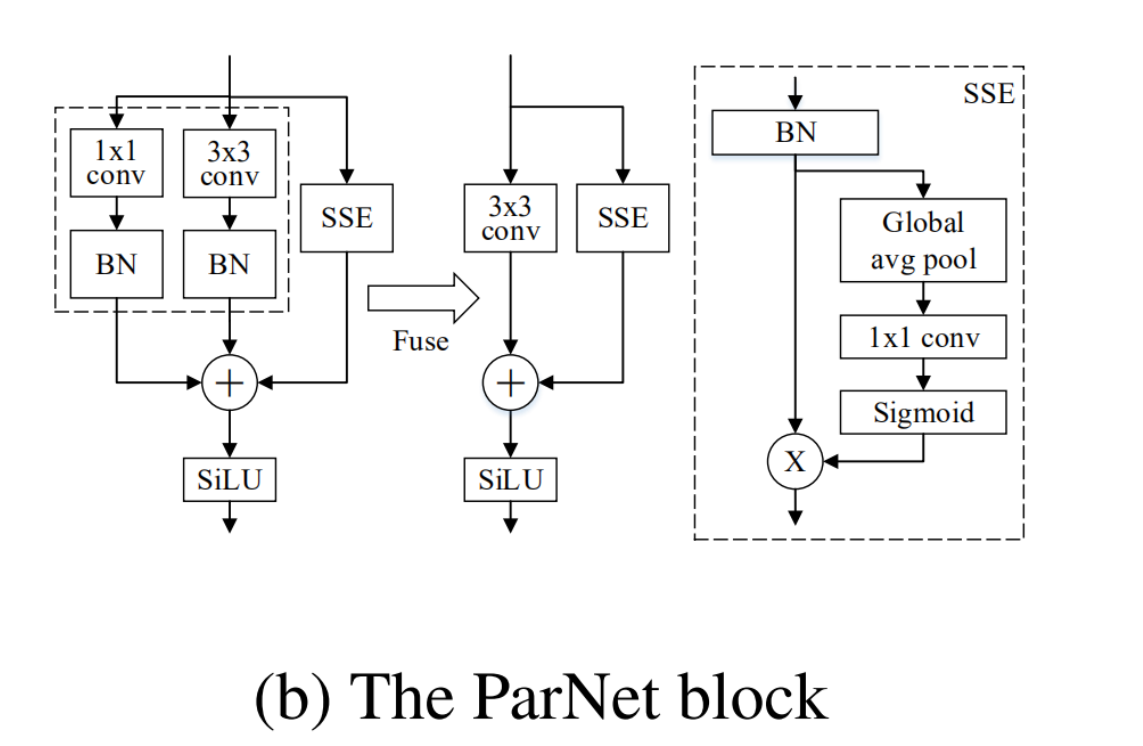 1x1
conv
3x3
conv
SSE
BN
BN
+
SiLU
Fuse
3x3
conv
SSE
+
SiLU
SSE
BN
Global
avg pool
1x1 conv
Sigmoid
X
(b) The ParNet block